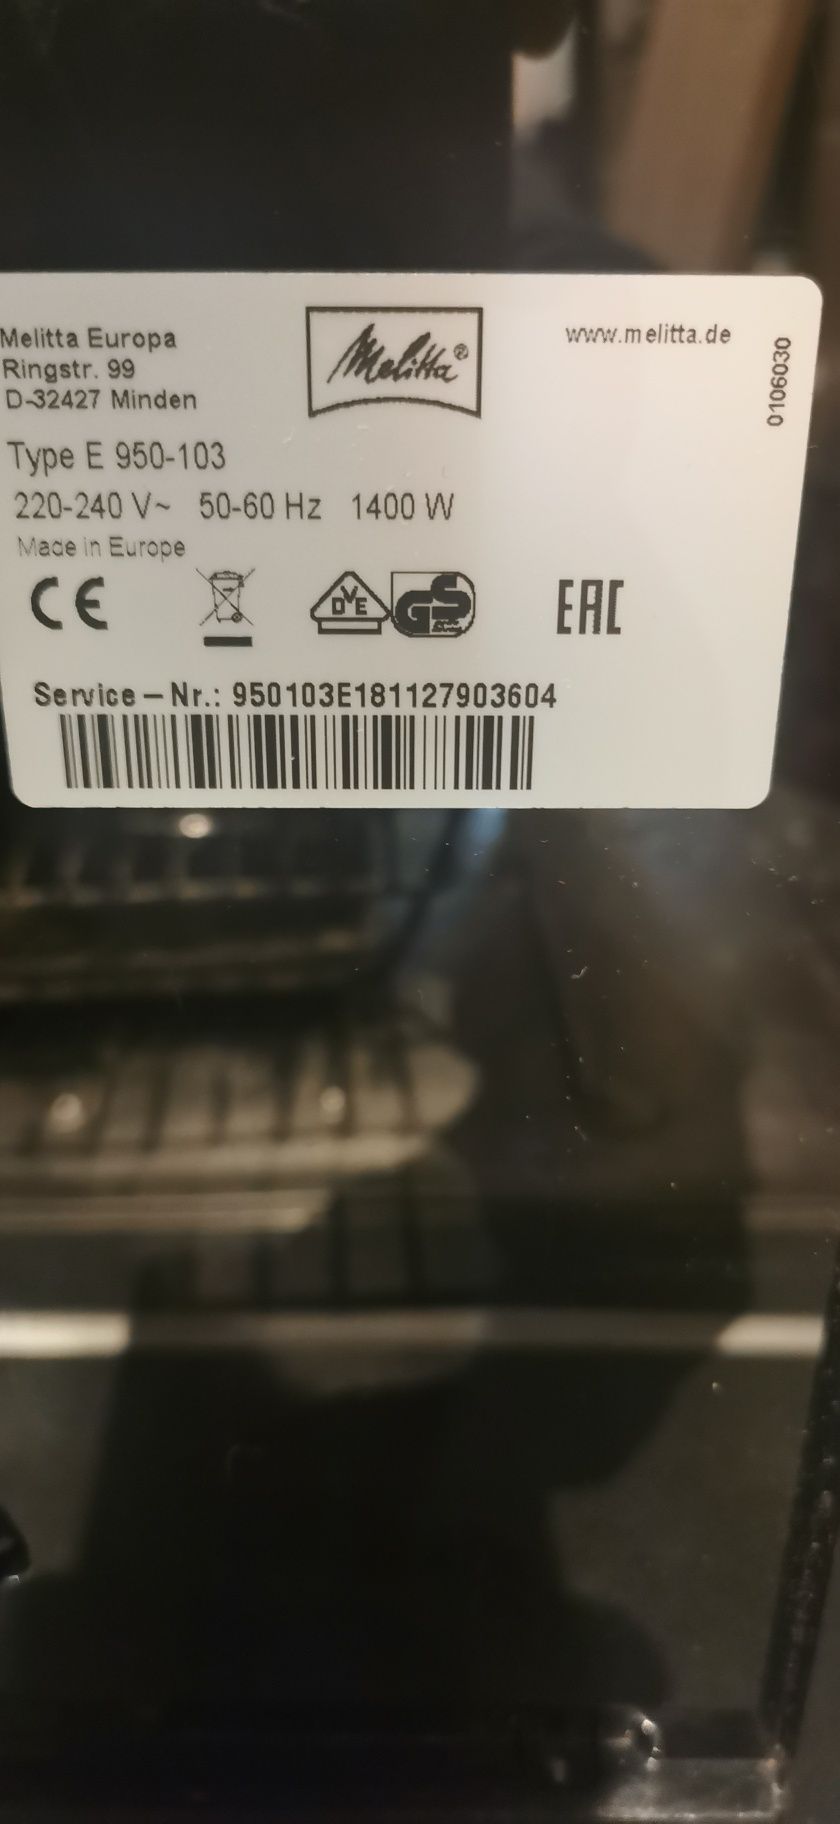 Melitta Europa
Ringstr. 99
D-32427 Minden
Melitta®
www.melitta.de
0106030
Type E 950-103
220-240 V~ 50-60 Hz 1400 W
Made in Europe
CE
DVE
GS
EAC
Service-Nr.: 950103E181127903604